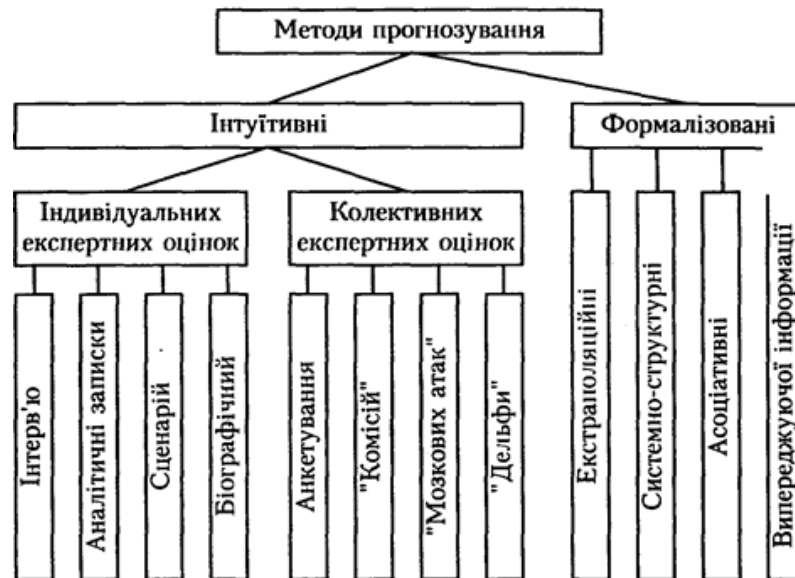 Методи прогнозування
Інтуїтивні
Формалізовані
Індивідуальних
експертних оцінок
Колективних
експертних оцінок
Інтерв'ю
Аналітичні записки
Сценарій
Біографічний
Анкетування
"Комісій"
"Мозкових атак"
"Дельфи"
Екстраполяційні
Системно-структурні
Асоціативні
Випереджуючої інформації